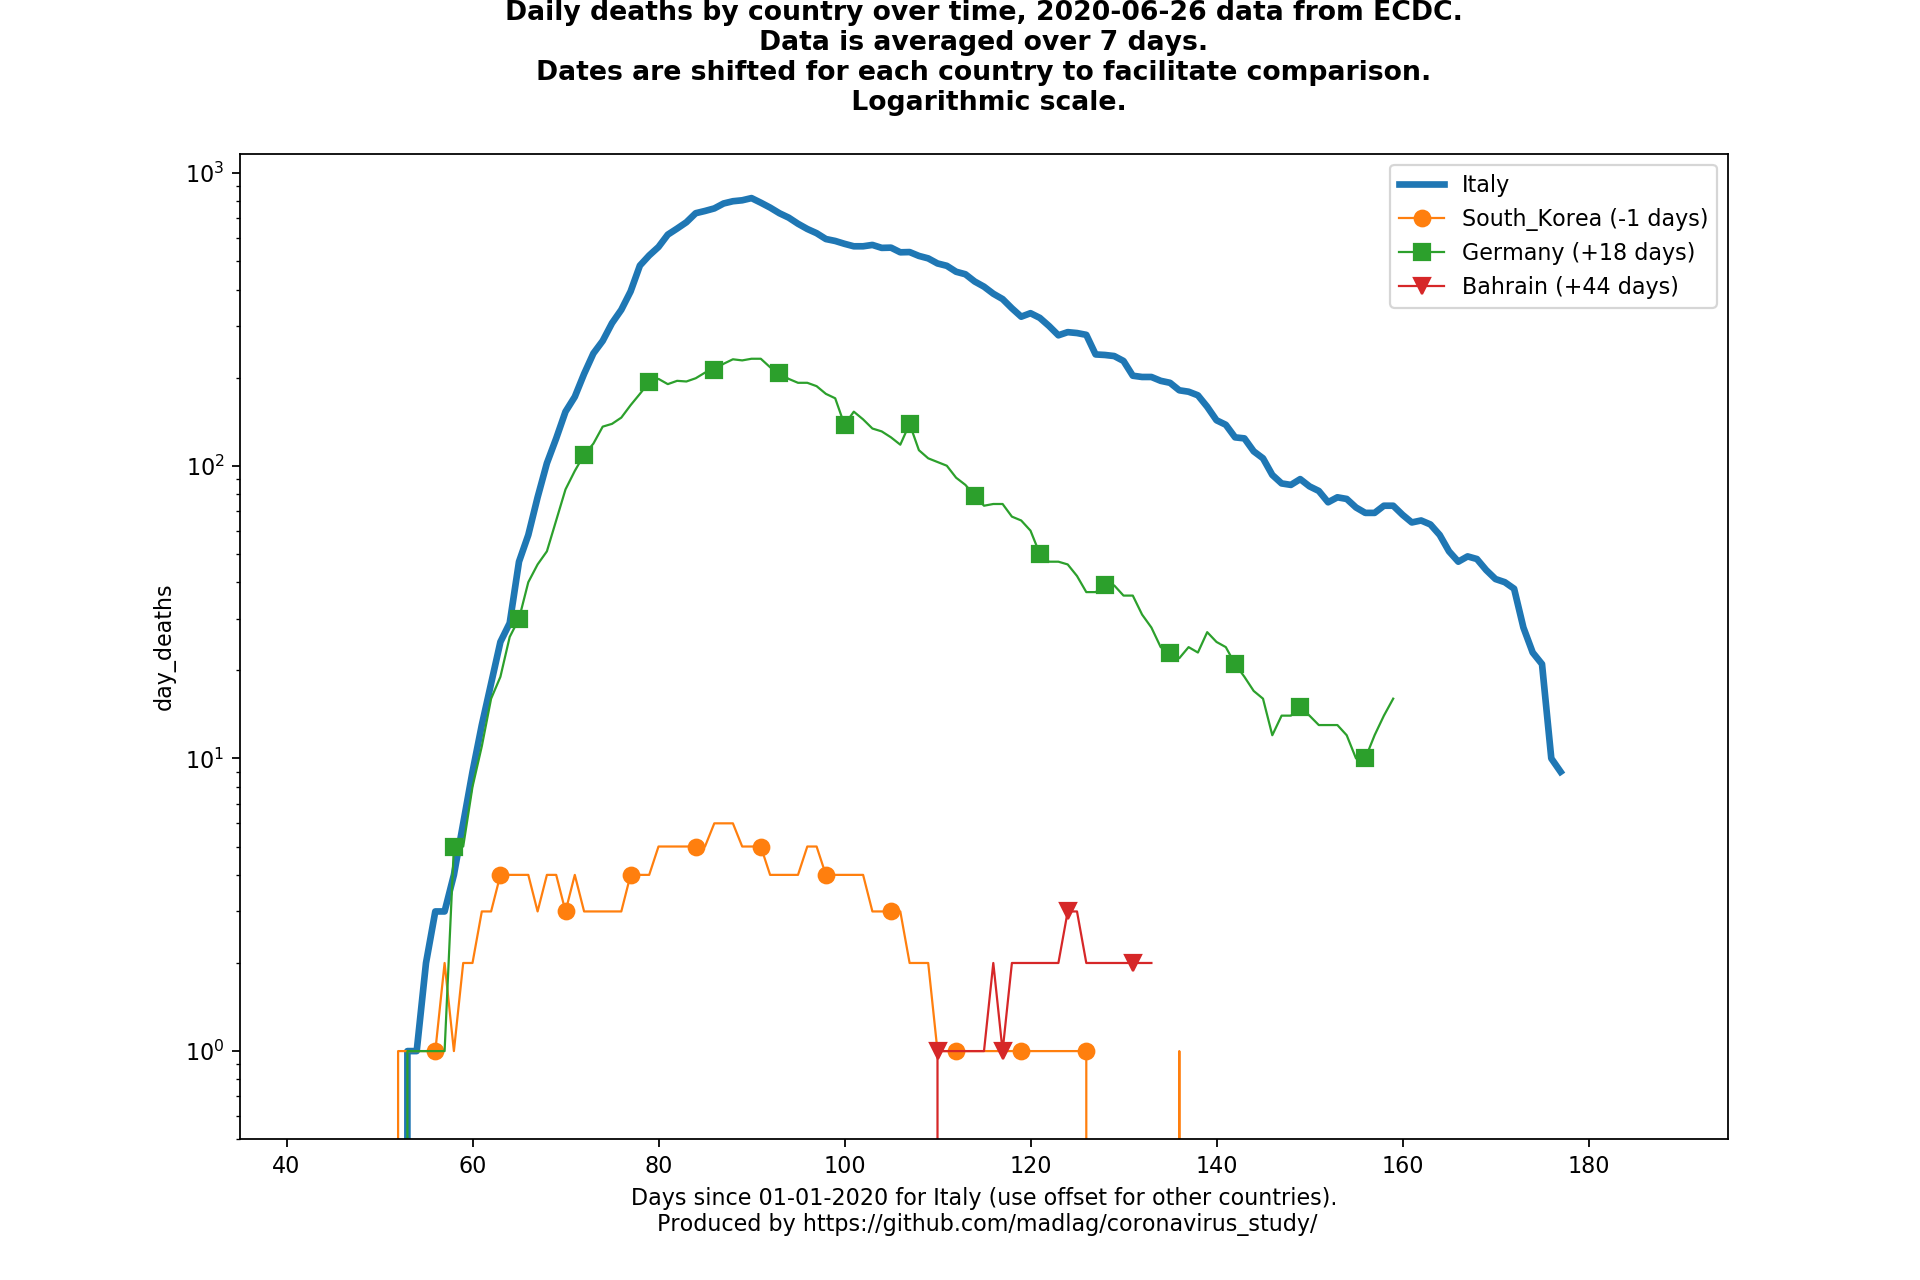 Daily deaths by country over time, 2020-06-26 data from ECDC.
Data is averaged over 7 days.
Dates are shifted for each country to facilitate comparison.
Logarithmic scale.
10³
10²
10¹
10⁰
day_deaths
Italy
South_Korea (-1 days)
Germany (+18 days)
Bahrain (+44 days)
40 60 80 100 120 140 160 180
Days since 01-01-2020 for Italy (use offset for other countries).
Produced by https://github.com/madlag/coronavirus_study/